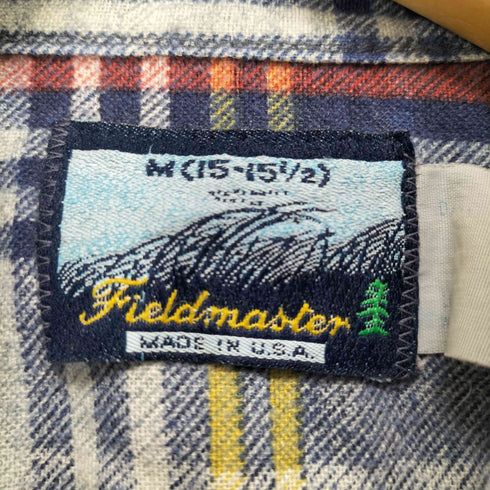 M (15-15½)
Fieldmaster
MADE IN U.S.A.